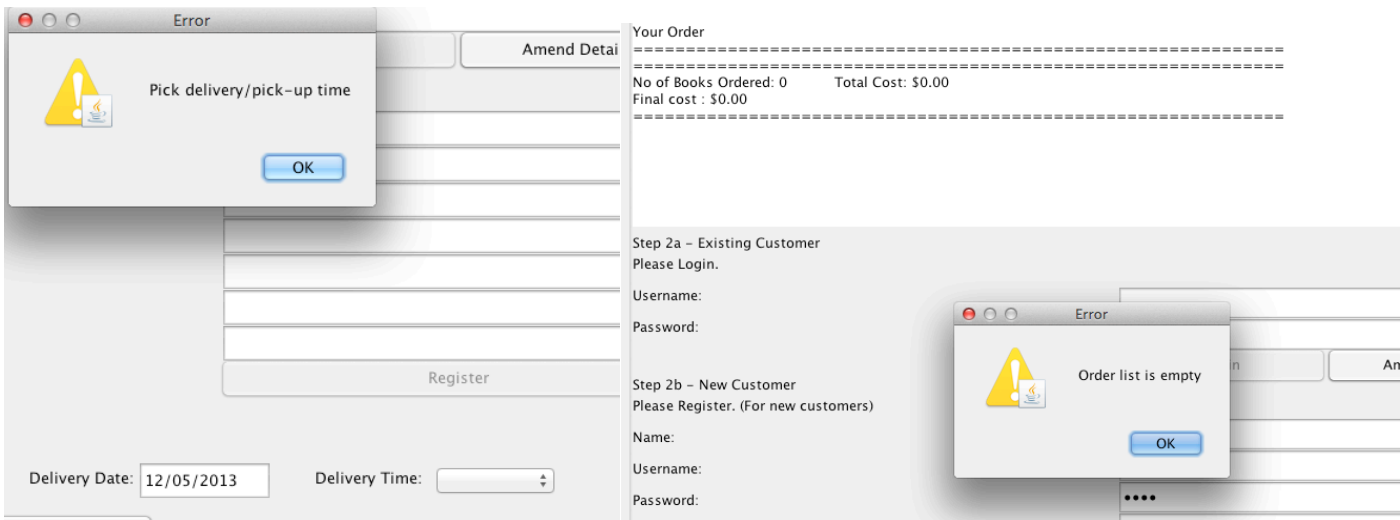 Error
Pick delivery/pick-up time
OK
Amend Detai
Register
Delivery Date: 12/05/2013 Delivery Time:
Your Order
==============================================================
==============================================================
No of Books Ordered: 0 Total Cost: $0.00
Final cost : $0.00
==============================================================
Step 2a – Existing Customer
Please Login.
Username:
Password:
Error
Order list is empty
OK
n
Am
Step 2b – New Customer
Please Register. (For new customers)
Name:
Username:
Password:
••••